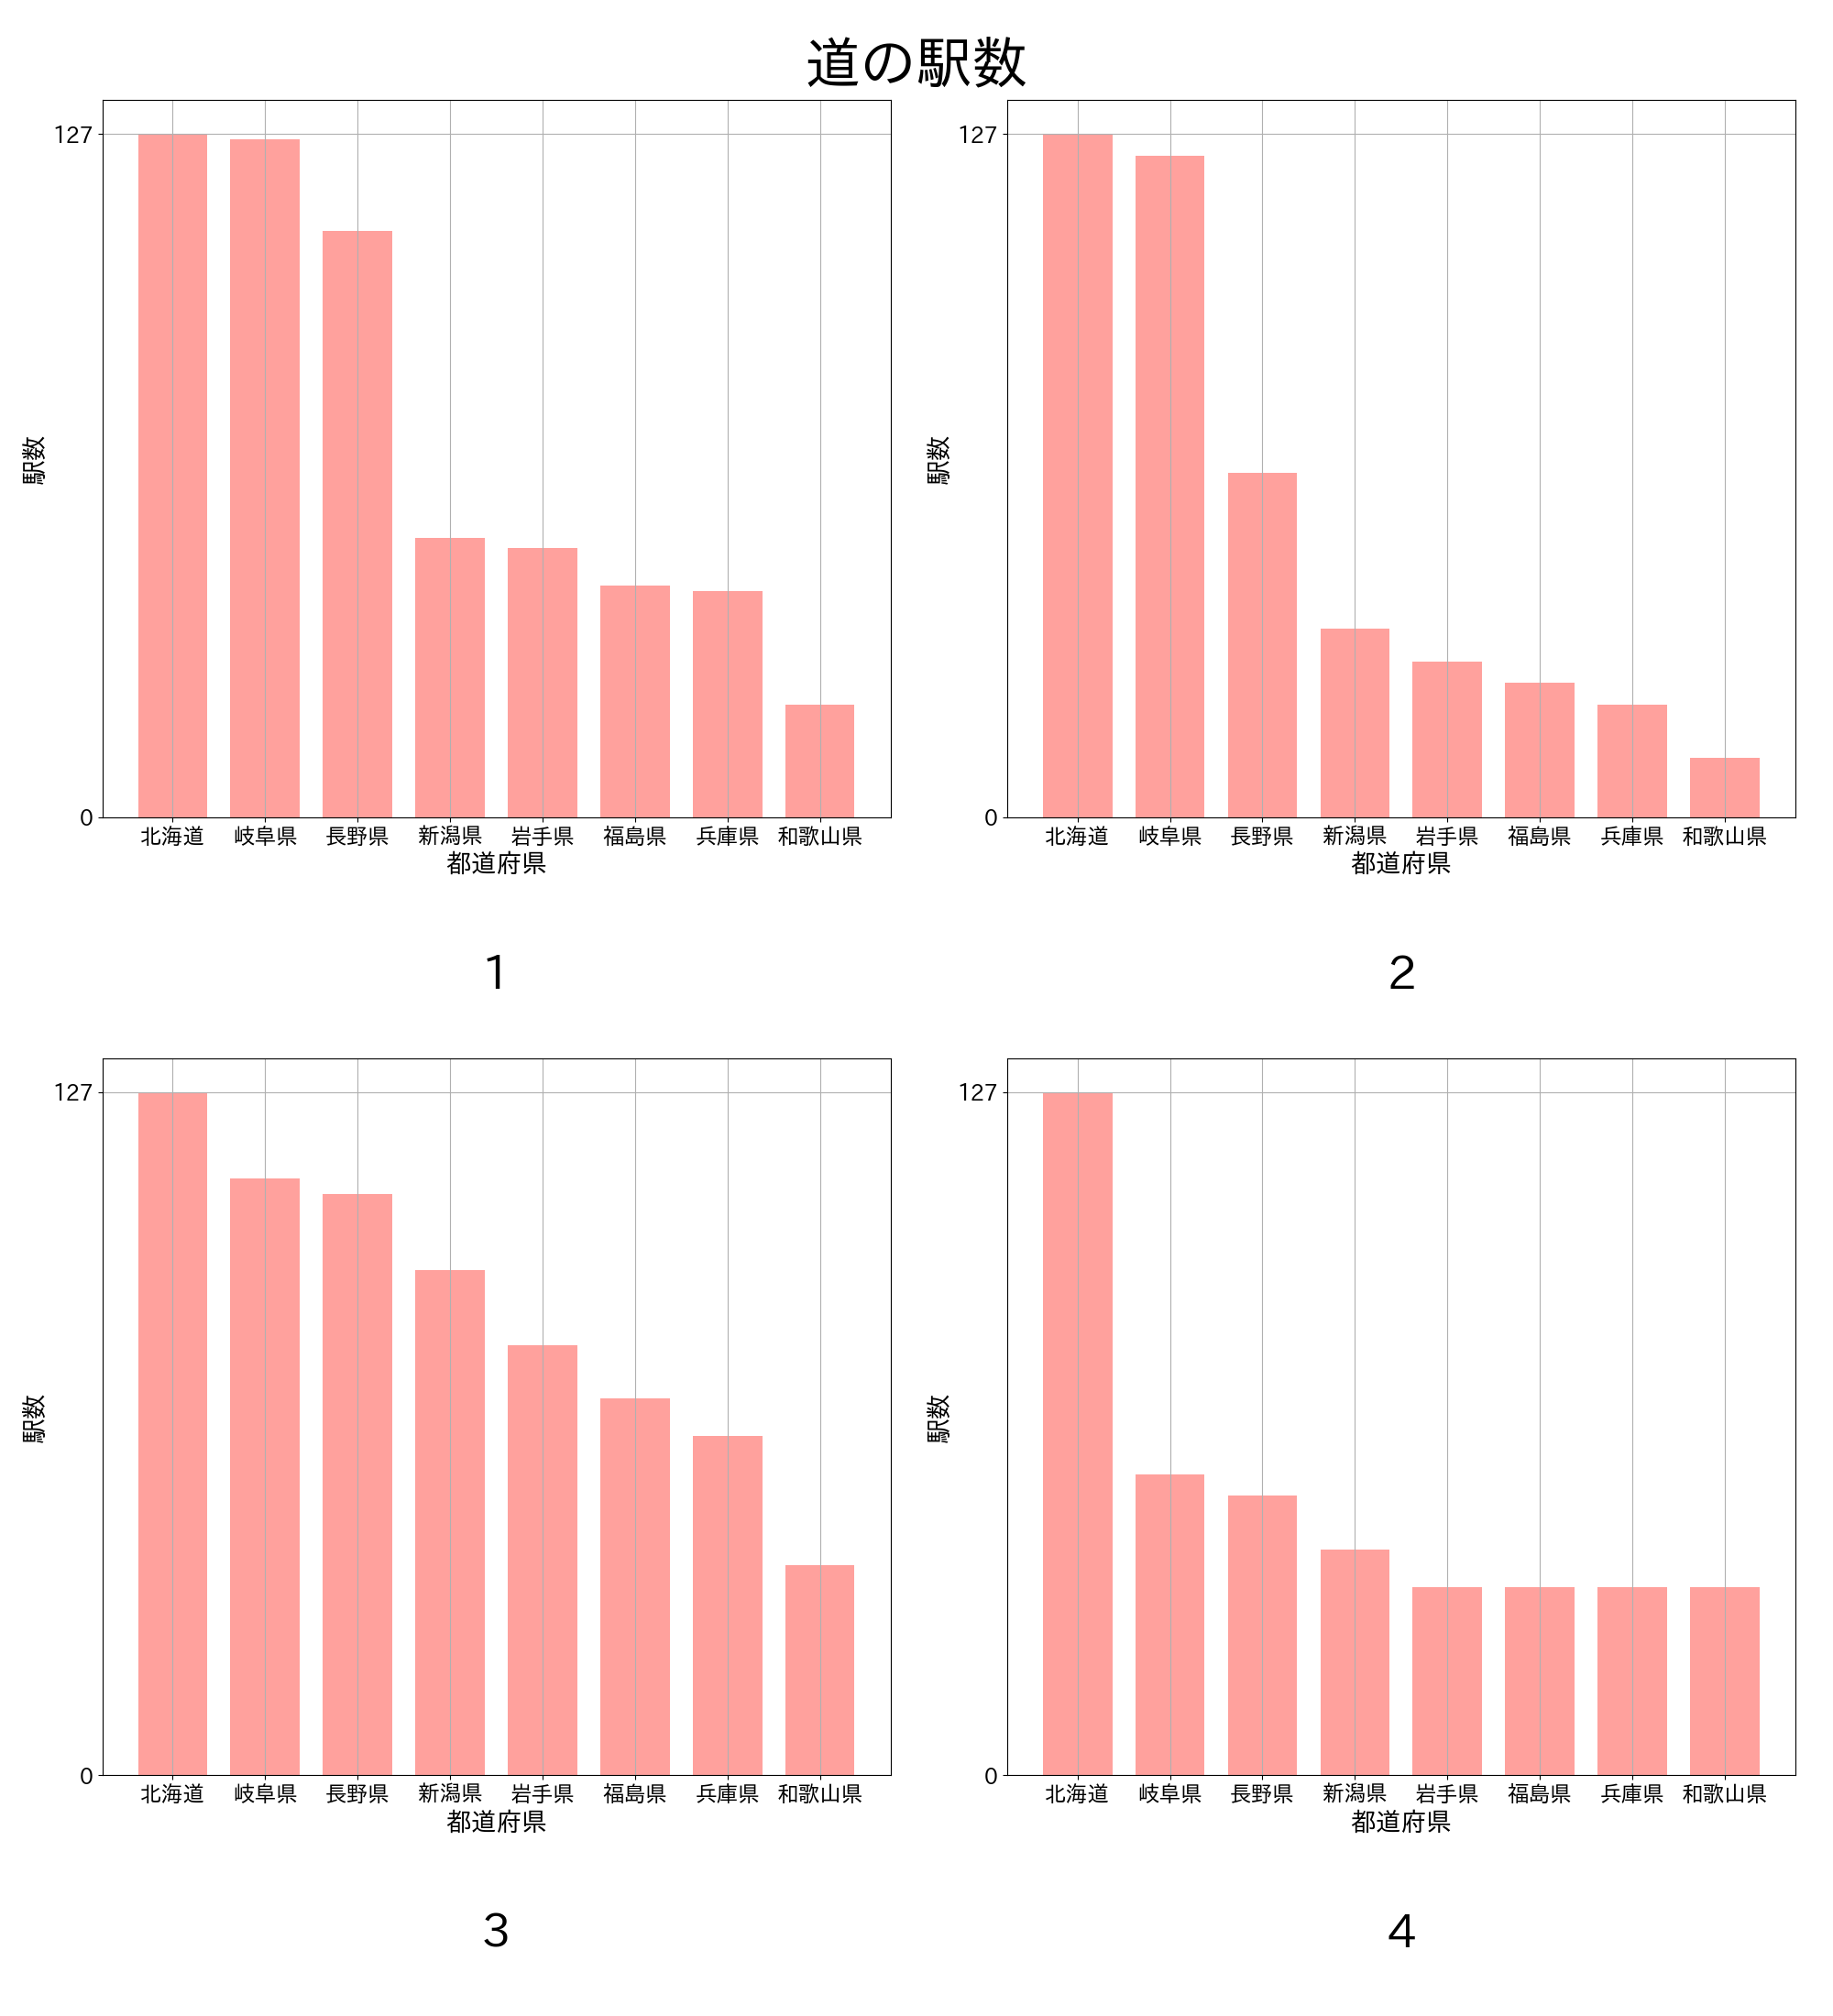 道の駅数
127
駅数
0
北海道 岐阜県 長野県 新潟県 岩手県 福島県 兵庫県 和歌山県
都道府県
1
127
駅数
0
北海道 岐阜県 長野県 新潟県 岩手県 福島県 兵庫県 和歌山県
都道府県
2
127
駅数
0
北海道 岐阜県 長野県 新潟県 岩手県 福島県 兵庫県 和歌山県
都道府県
3
127
駅数
0
北海道 岐阜県 長野県 新潟県 岩手県 福島県 兵庫県 和歌山県
都道府県
4